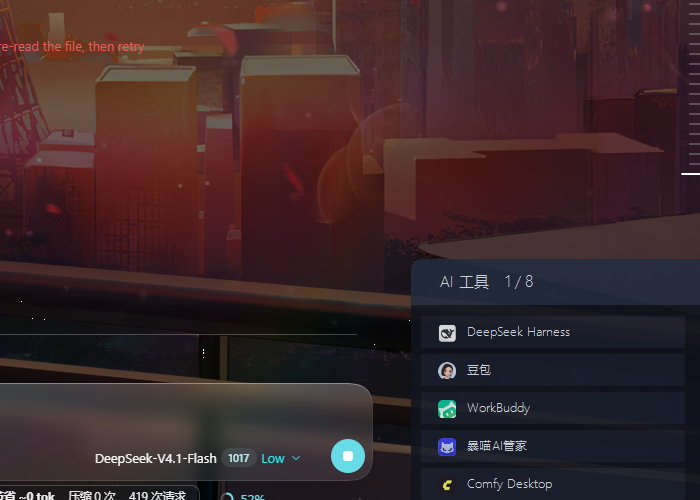 re-read the file, then retry
AI 工具 1 / 8
DeepSeek Harness
豆包
WorkBuddy
暴喵AI管家
Comfy Desktop
DeepSeek-V4.1-Flash 1017 Low
省 ~0 tok 压缩 0 次 419 次请求 52%